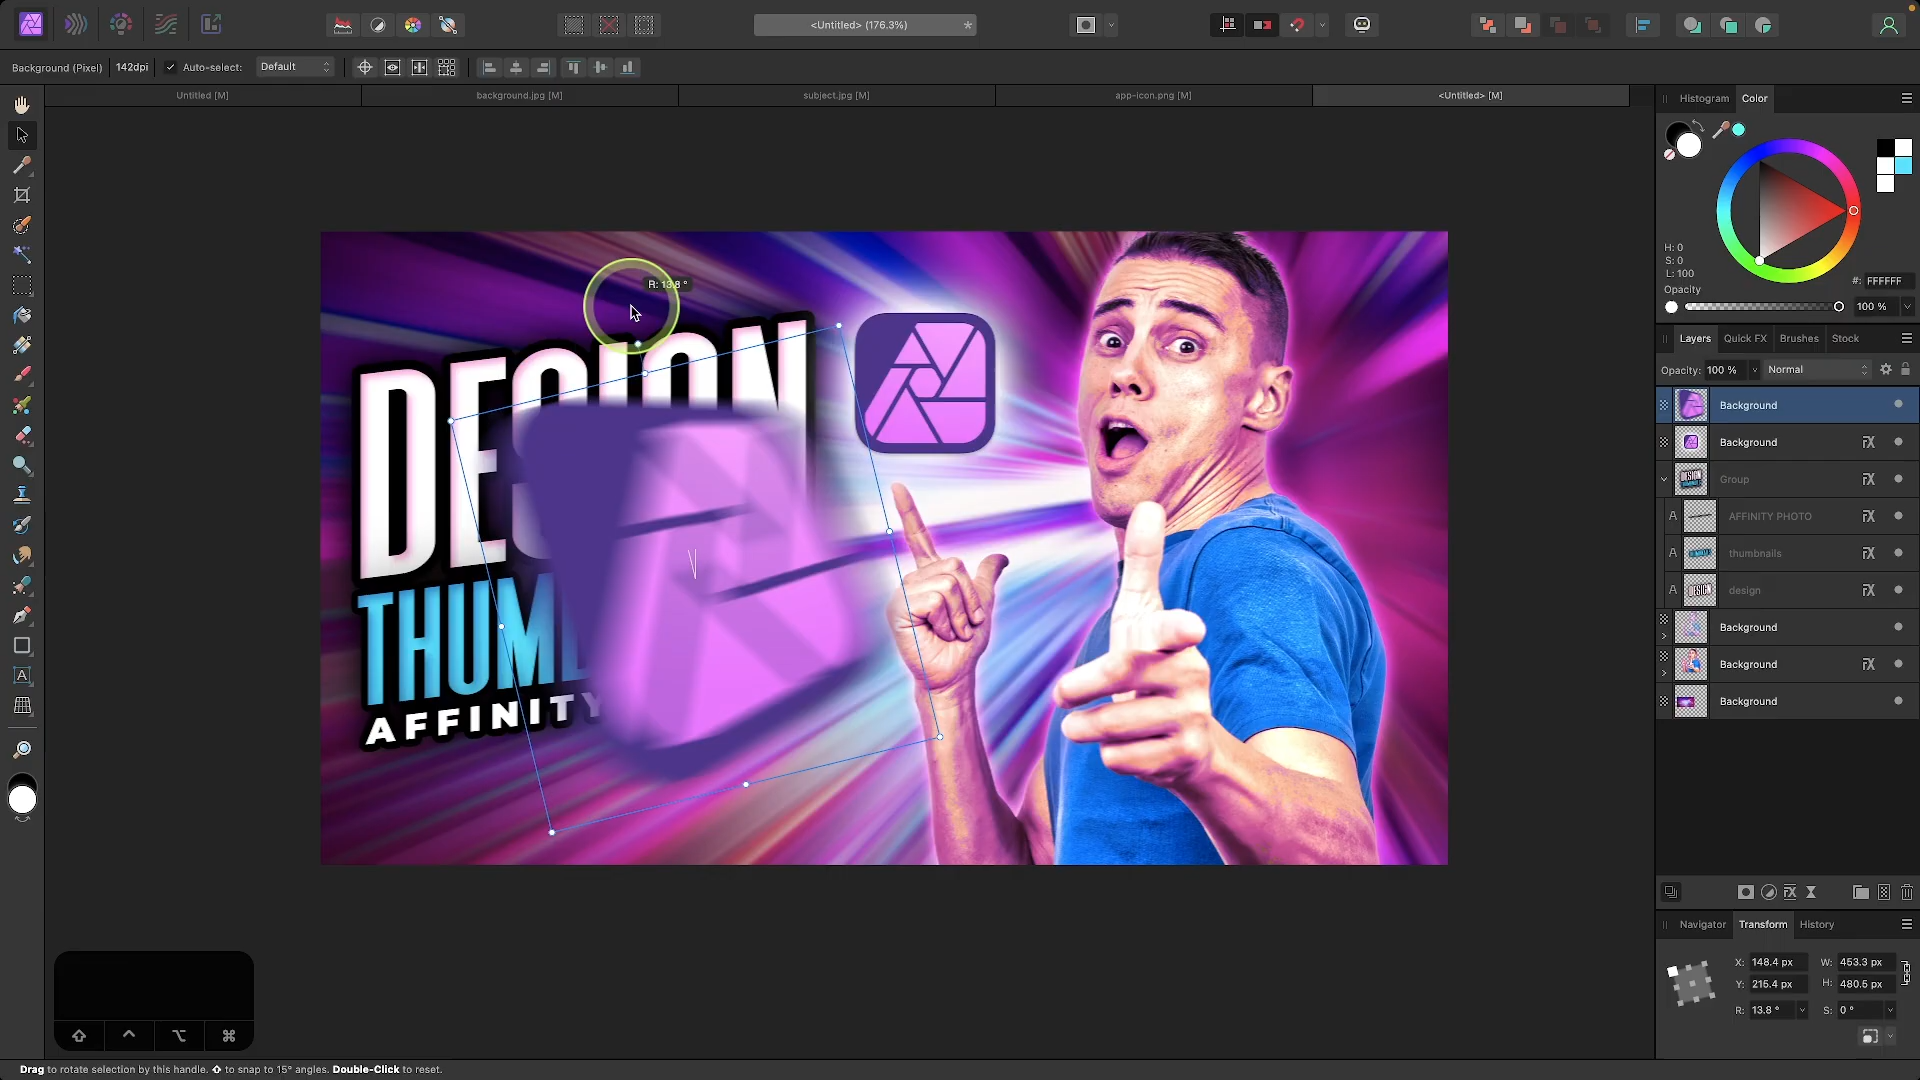 <Untitled> (176.3%)
*
Background (Pixel)
142dpi
Auto-select:
Default
Untitled [M]
background.jpg [M]
subject.jpg [M]
app-icon.png [M]
<Untitled> [M]
Histogram
Color
H: 0
S: 0
L: 100
#: FFFFFF
Opacity
100 %
Layers
Quick FX
Brushes
Stock
Opacity: 100 %
Normal
Background
Background
Group
A AFFINITY PHOTO
A thumbnails
A design
Background
Background
Background
R: 13.8 °
DESIGN
THUM
AFFINITY
Navigator
Transform
History
X: 148.4 px
W: 453.3 px
Y: 215.4 px
H: 480.5 px
R: 13.8 °
S: 0 °
Drag to rotate selection by this handle. ⇧ to snap to 15° angles. Double-Click to reset.